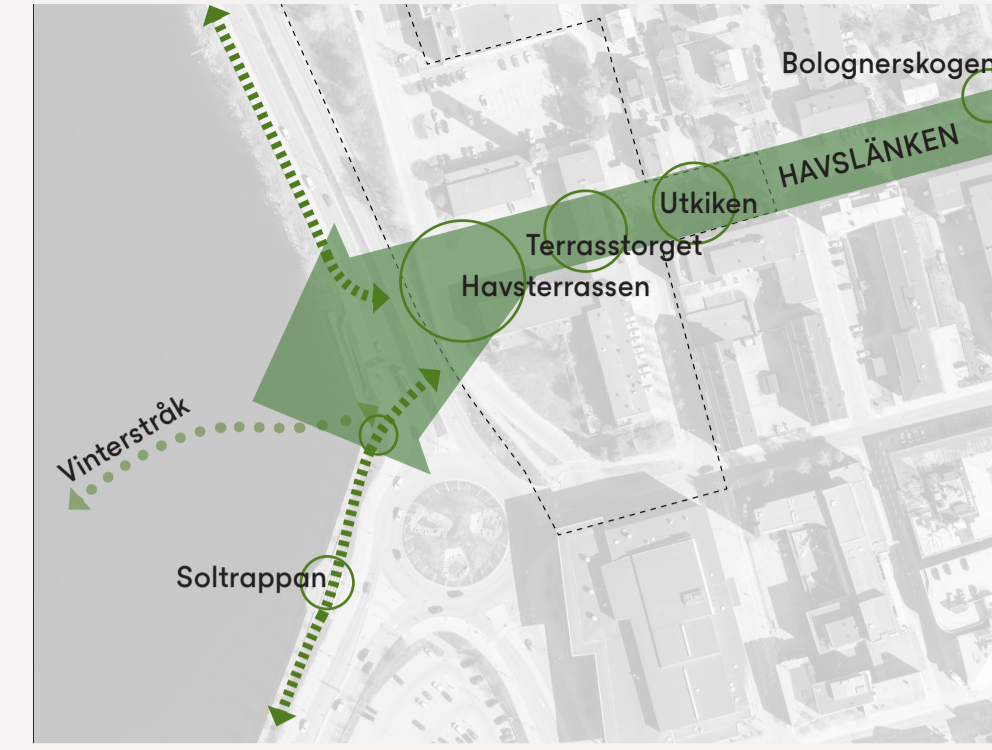 Bolognerskogen
HAVSLÄNKEN
Utkiken
Terrasstorget
Havsterrassen
Vinterstråk
Soltrappan